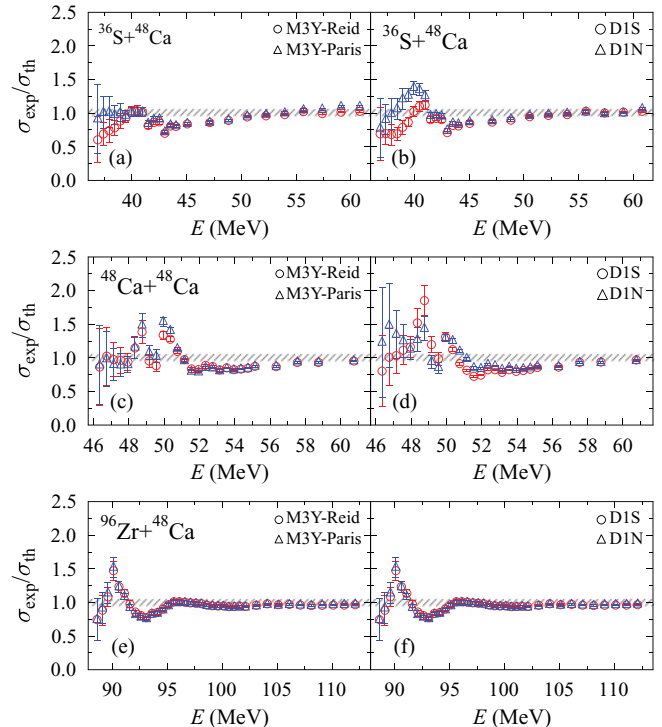 ³⁶S+⁴⁸Ca
○ M3Y-Reid
△ M3Y-Paris
³⁶S+⁴⁸Ca
○ D1S
△ D1N
2.5
2.0
1.5
1.0
0.5
0.0
σexp/σth
(a)
(b)
40 45 50 55 60
40 45 50 55 60
E (MeV)
E (MeV)
⁴⁸Ca+⁴⁸Ca
○ M3Y-Reid
△ M3Y-Paris
○ D1S
△ D1N
2.5
2.0
1.5
1.0
0.5
0.0
σexp/σth
(c)
(d)
46 48 50 52 54 56 58 60
46 48 50 52 54 56 58 60
E (MeV)
E (MeV)
⁹⁶Zr+⁴⁸Ca
○ M3Y-Reid
△ M3Y-Paris
○ D1S
△ D1N
2.5
2.0
1.5
1.0
0.5
0.0
σexp/σth
(e)
(f)
90 95 100 105 110
90 95 100 105 110
E (MeV)
E (MeV)